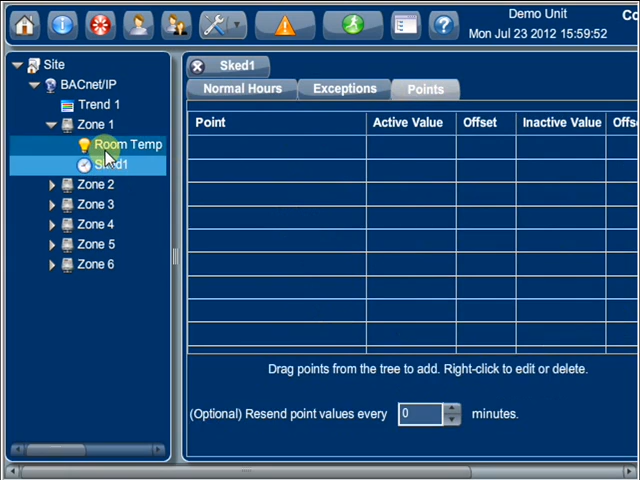 Demo Unit
Co
Mon Jul 23 2012 15:59:52
Site
BACnet/IP
Trend 1
Zone 1
Room Temp
Sked1
Zone 2
Zone 3
Zone 4
Zone 5
Zone 6
Sked1
Normal Hours
Exceptions
Points
Point
Active Value
Offset
Inactive Value
Offs
Drag points from the tree to add. Right-click to edit or delete.
(Optional) Resend point values every 0 minutes.